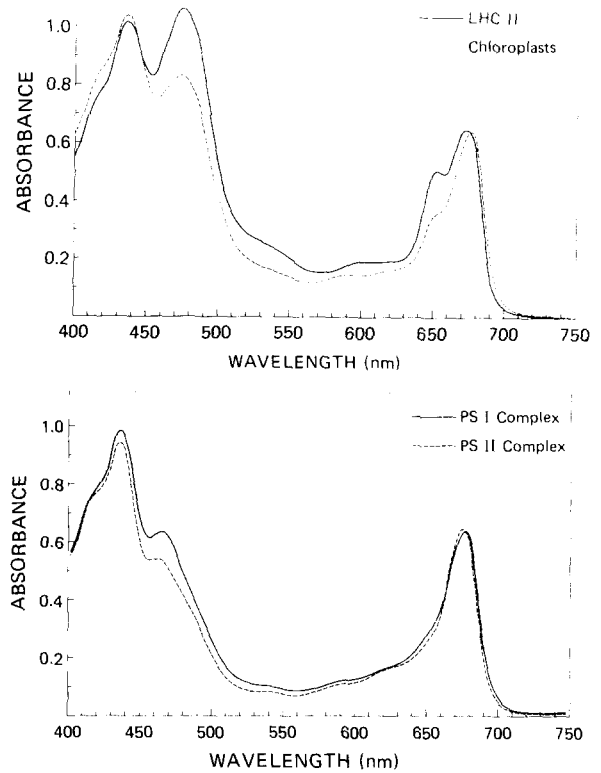 LHC II
Chloroplasts
1.0
0.8
0.6
0.4
0.2
ABSORBANCE
400 450 500 550 600 650 700 750
WAVELENGTH (nm)
PS I Complex
PS II Complex
1.0
0.8
0.6
0.4
0.2
ABSORBANCE
400 450 500 550 600 650 700 750
WAVELENGTH (nm)